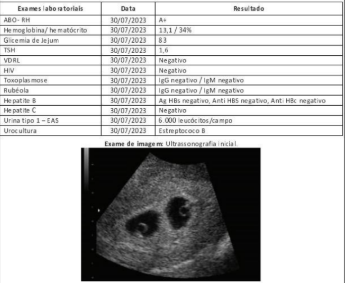 Exames laboratoriais Data Resultado
ABO- RH 30/07/2023 A+
Hemoglobina/ hematócrito 30/07/2023 13,1 / 34%
Glicemia de Jejum 30/07/2023 83
TSH 30/07/2023 1,6
VDRL 30/07/2023 Negativo
HIV 30/07/2023 Negativo
Toxoplasmose 30/07/2023 IgG negativo / IgM negativo
Rubéola 30/07/2023 IgG negativo / IgM negativo
Hepatite B 30/07/2023 Ag HBs negativo, Anti HBS negativo, Anti HBc negativo
Hepatite C 30/07/2023 Negativo
Urina tipo 1 – EAS 30/07/2023 6.000 leucócitos/campo
Urocultura 30/07/2023 Estreptococo B
Exame de imagem: Ultrassonografia inicial